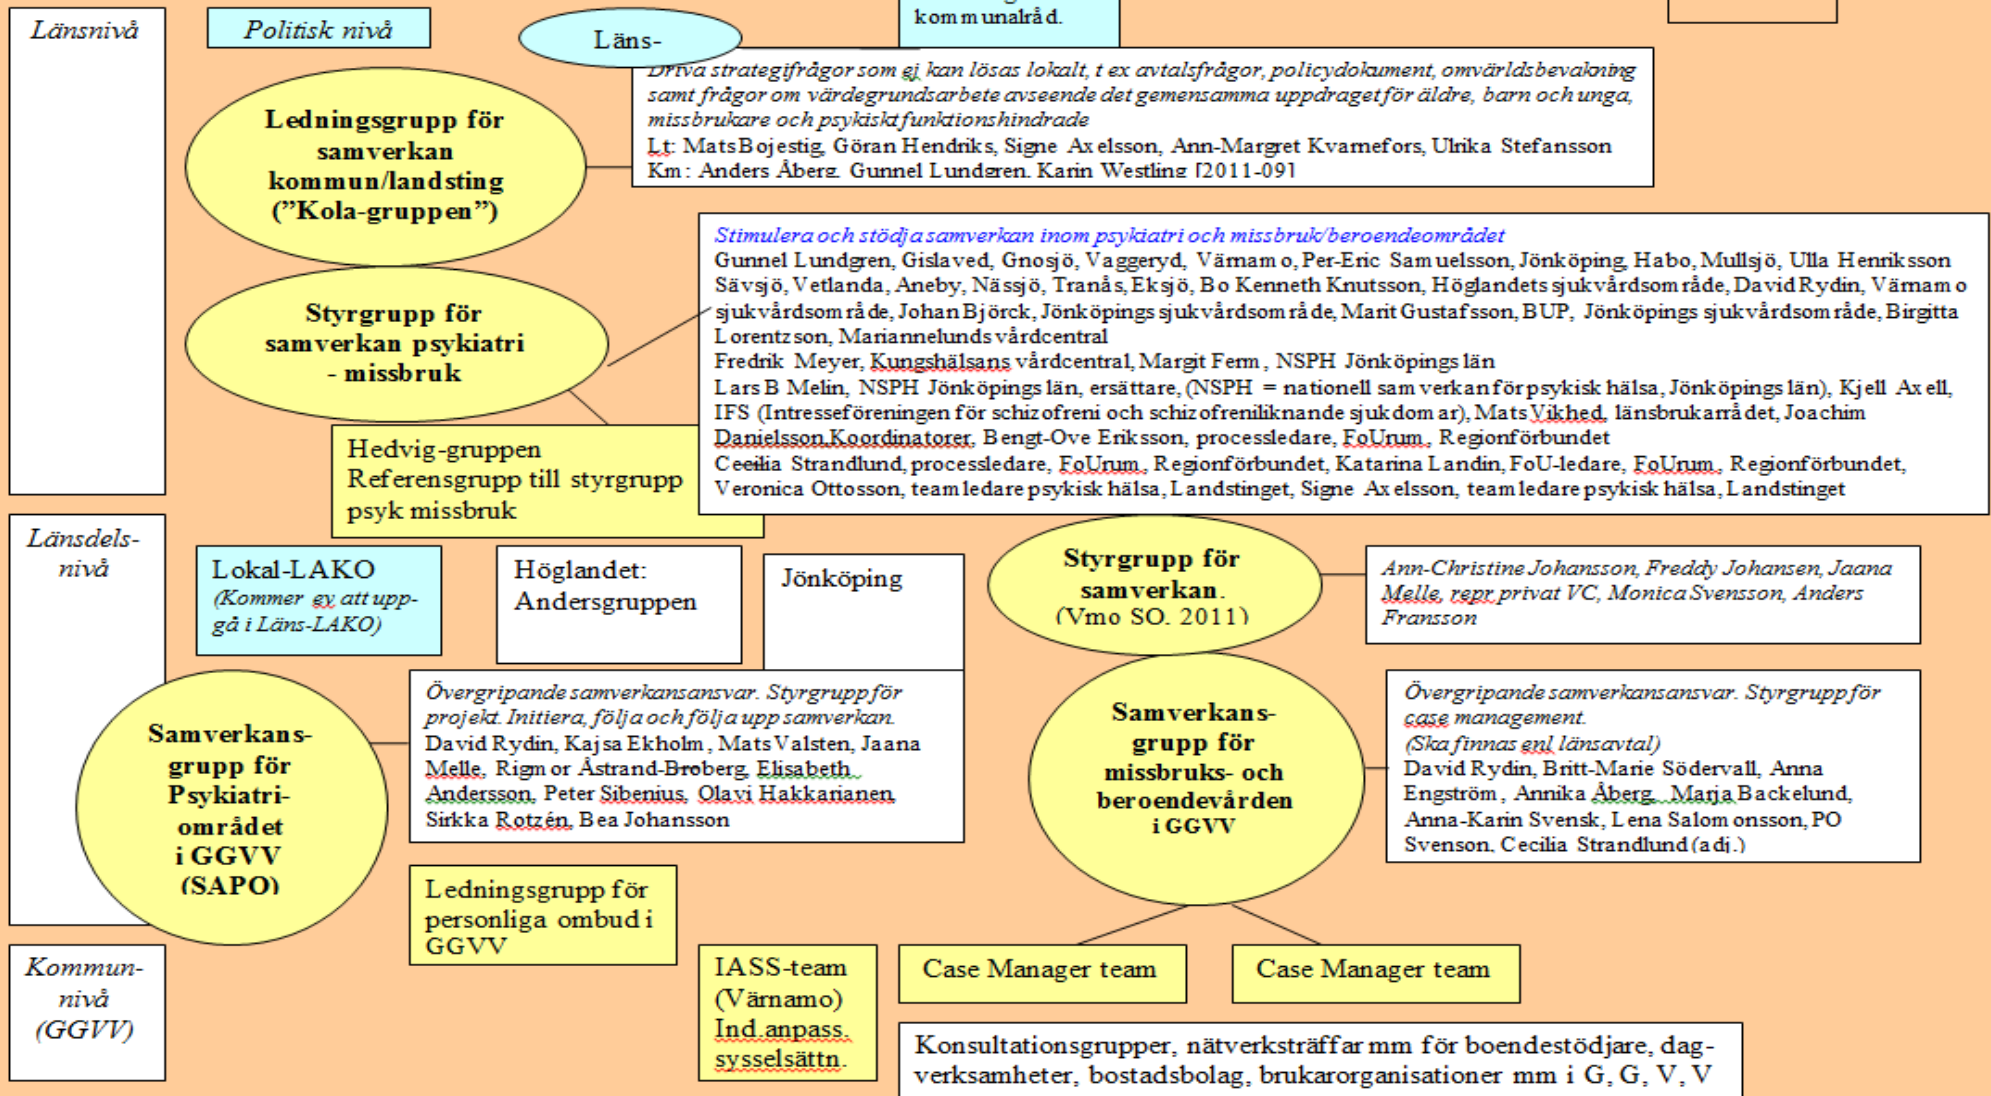 Länsnivå
Politisk nivå
Läns-
kommunalråd.
Driva strategifrågor som ej kan lösas lokalt, t ex avtalsfrågor, policydokument, omvärldsbevakning
samt frågor om värdegrundsarbete avseende det gemensamma uppdraget för äldre, barn och unga,
missbrukare och psykiskt funktionshindrade
Lt: Mats Bojestig, Göran Hendriks, Signe Axelsson, Ann-Margret Kvarnefors, Ulrika Stefansson
Km: Anders Åberg, Gunnel Lundgren, Karin Westling [2011-09]
Ledningsgrupp för
samverkan
kommun/landsting
(”Kola-gruppen”)
Stimulera och stödja samverkan inom psykiatri och missbruk/beroendeområdet
Gunnel Lundgren, Gislaved, Gnosjö, Vaggeryd, Värnamo, Per-Eric Samuelsson, Jönköping, Habo, Mullsjö, Ulla Henriksson
Sävsjö, Vetlanda, Aneby, Nässjö, Tranås, Eksjö, Bo Kenneth Knutsson, Höglandets sjukvårdsområde, David Rydin, Värnamo
sjukvårdsområde, Johan Björck, Jönköpings sjukvårdsområde, Marit Gustafsson, BUP, Jönköpings sjukvårdsområde, Birgitta
Lorentzson, Mariannelunds vårdcentral
Fredrik Meyer, Kungshälsans vårdcentral, Margit Ferm, NSPH Jönköpings län
Lars B Melin, NSPH Jönköpings län, ersättare, (NSPH = nationell samverkan för psykisk hälsa, Jönköpings län), Kjell Axell,
IFS (Intresseföreningen för schizofreni och schizofreniliknande sjukdomar), Mats Vikhed, länsbrukarrådet, Joachim
Danielsson,Koordinatorer, Bengt-Ove Eriksson, processledare, FoUrum, Regionförbundet
Cecilia Strandlund, processledare, FoUrum, Regionförbundet, Katarina Landin, FoU-ledare, FoUrum, Regionförbundet,
Veronica Ottosson, teamledare psykisk hälsa, Landstinget, Signe Axelsson, teamledare psykisk hälsa, Landstinget
Styrgrupp för
samverkan psykiatri
- missbruk
Hedvig-gruppen
Referensgrupp till styrgrupp
psyk missbruk
Länsdels-
nivå
Lokal-LAKO
(Kommer ev att upp-
gå i Läns-LAKO)
Höglandet:
Andersgruppen
Jönköping
Styrgrupp för
samverkan.
(Vmo SO, 2011)
Ann-Christine Johansson, Freddy Johansen, Jaana
Melle, repr privat VC, Monica Svensson, Anders
Fransson
Samverkans-
grupp för
Psykiatri-
området
i GGVV
(SAPO)
Övergripande samverkansansvar. Styrgrupp för
projekt. Initiera, följa och följa upp samverkan.
David Rydin, Kajsa Ekholm, Mats Valsten, Jaana
Melle, Rigmor Åstrand-Broberg, Elisabeth
Andersson, Peter Sibenius, Olavi Hakkarianen,
Sirkka Rotzén, Bea Johansson
Samverkans-
grupp för
missbruks- och
beroendevården
i GGVV
Övergripande samverkansansvar. Styrgrupp för
case management.
(Ska finnas enl länsavtal)
David Rydin, Britt-Marie Södervall, Anna
Engström, Annika Åberg, Marja Backelund,
Anna-Karin Svensk, Lena Salomonsson, PO
Svenson, Cecilia Strandlund (adj.)
Ledningsgrupp för
personliga ombud i
GGVV
Kommun-
nivå
(GGVV)
IASS-team
(Värnamo)
Ind.anpass.
sysselsättn.
Case Manager team
Case Manager team
Konsultationsgrupper, nätverksträffar mm för boendestödjare, dag-
verksamheter, bostadsbolag, brukarorganisationer mm i G, G, V, V